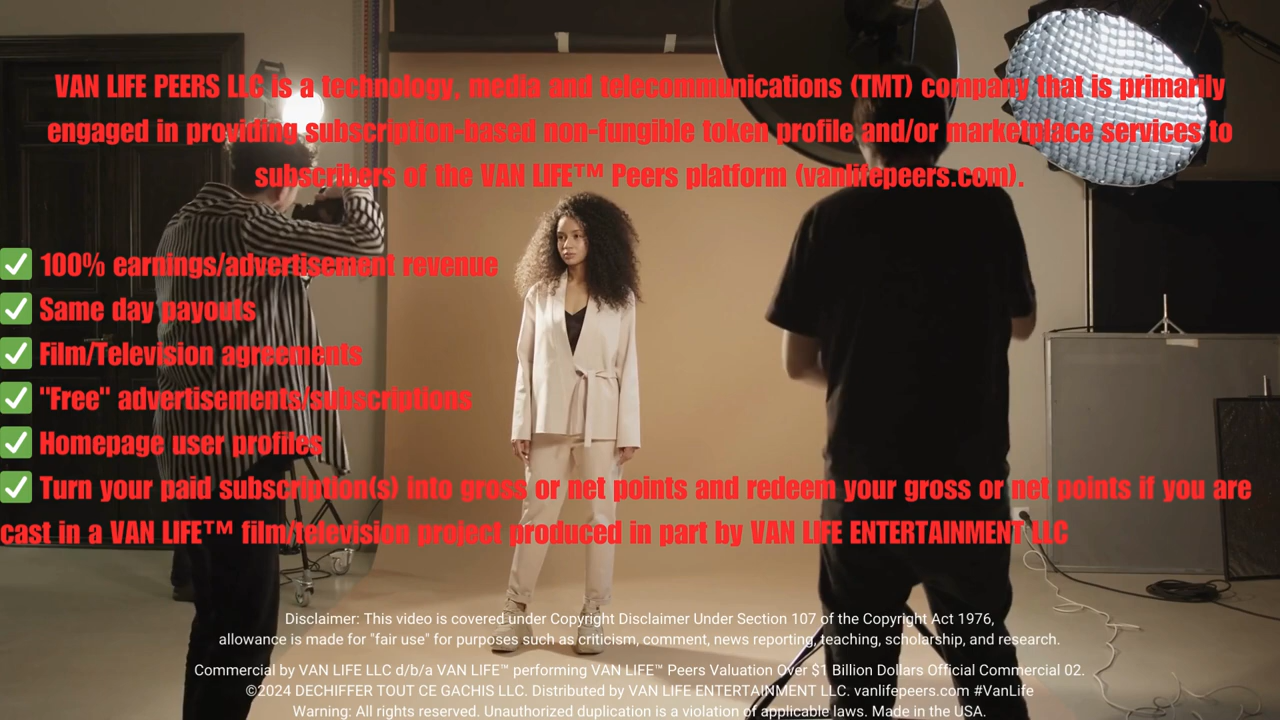 VAN LIFE PEERS LLC is a technology, media and telecommunications (TMT) company that is primarily
engaged in providing subscription-based non-fungible token profile and/or marketplace services to
subscribers of the VAN LIFE™ Peers platform (vanlifepeers.com).
✅ 100% earnings/advertisement revenue
✅ Same day payouts
✅ Film/Television agreements
✅ "Free" advertisements/subscriptions
✅ Homepage user profiles
✅ Turn your paid subscription(s) into gross or net points and redeem your gross or net points if you are
cast in a VAN LIFE™ film/television project produced in part by VAN LIFE ENTERTAINMENT LLC
Disclaimer: This video is covered under Copyright Disclaimer Under Section 107 of the Copyright Act 1976,
allowance is made for "fair use" for purposes such as criticism, comment, news reporting, teaching, scholarship, and research.
Commercial by VAN LIFE LLC d/b/a VAN LIFE™ performing VAN LIFE™ Peers Valuation Over $1 Billion Dollars Official Commercial 02.
©2024 DECHIFFER TOUT CE GACHIS LLC. Distributed by VAN LIFE ENTERTAINMENT LLC. vanlifepeers.com #VanLife
Warning: All rights reserved. Unauthorized duplication is a violation of applicable laws. Made in the USA.